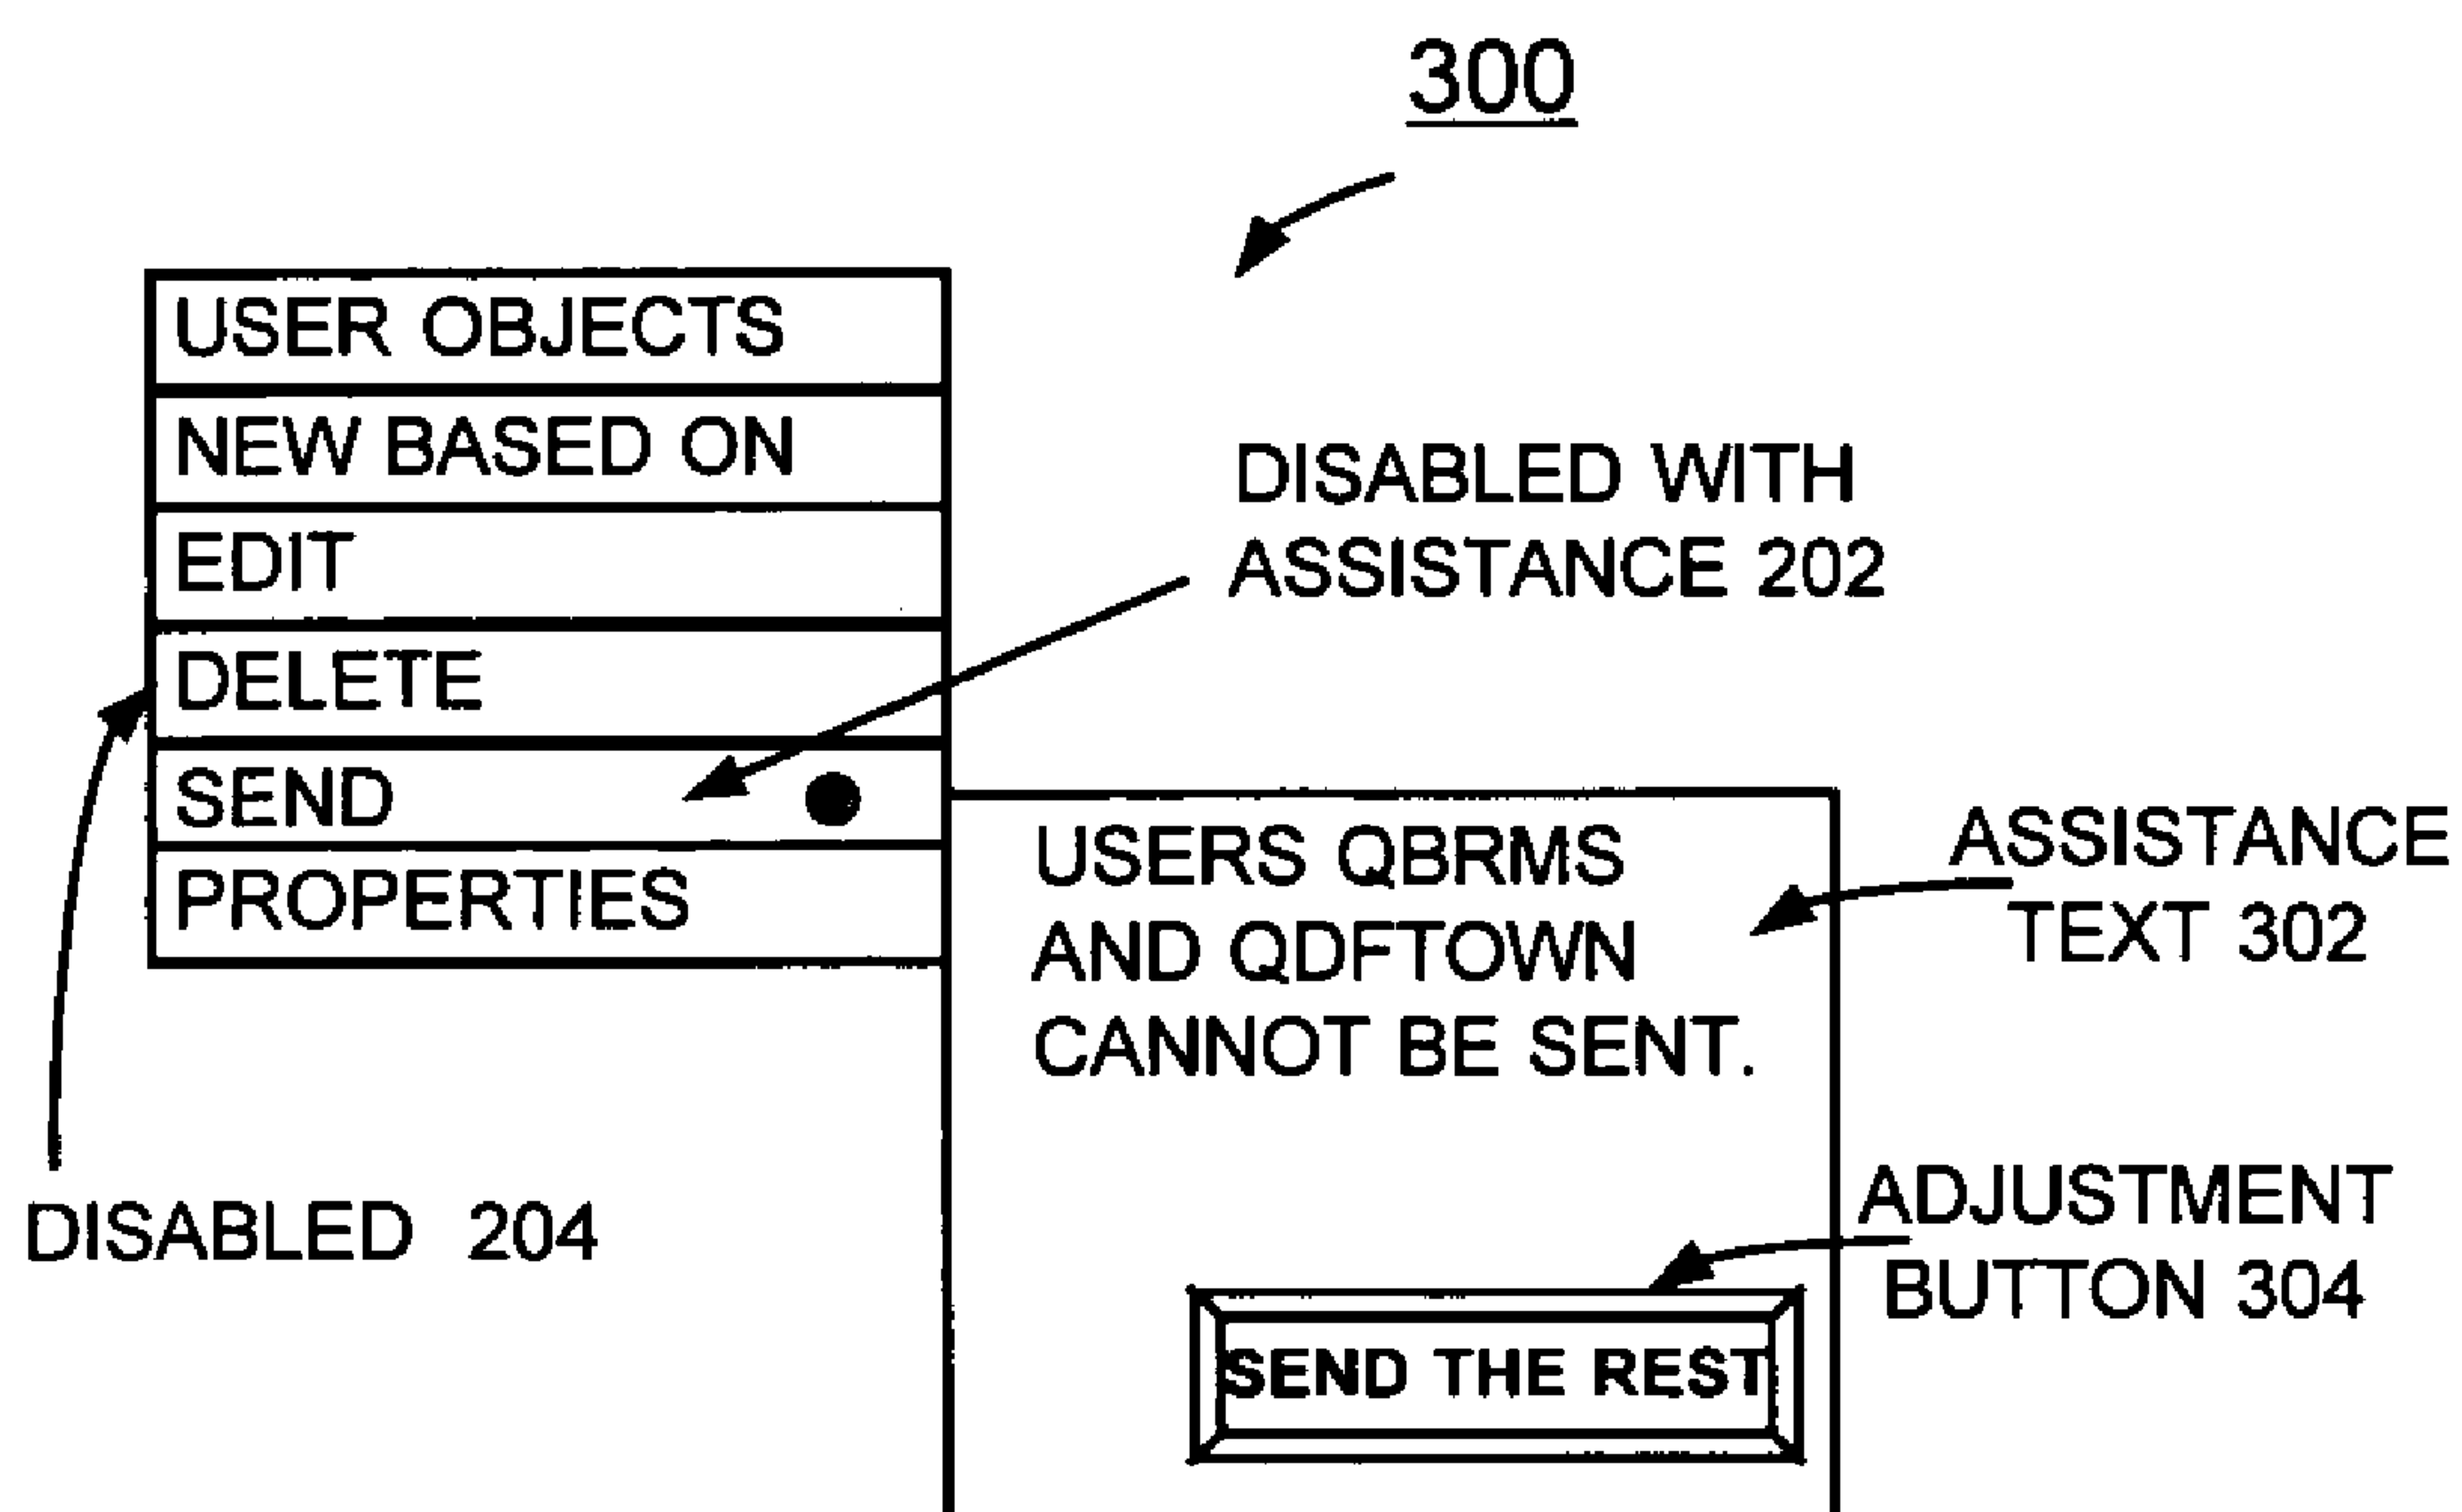 300
USER OBJECTS
NEW BASED ON
EDIT
DELETE
SEND
PROPERTIES
DISABLED WITH
ASSISTANCE 202
USERS QBRMS
AND QDFTOWN
CANNOT BE SENT.
ASSISTANCE
TEXT 302
DISABLED 204
ADJUSTMENT
BUTTON 304
SEND THE REST